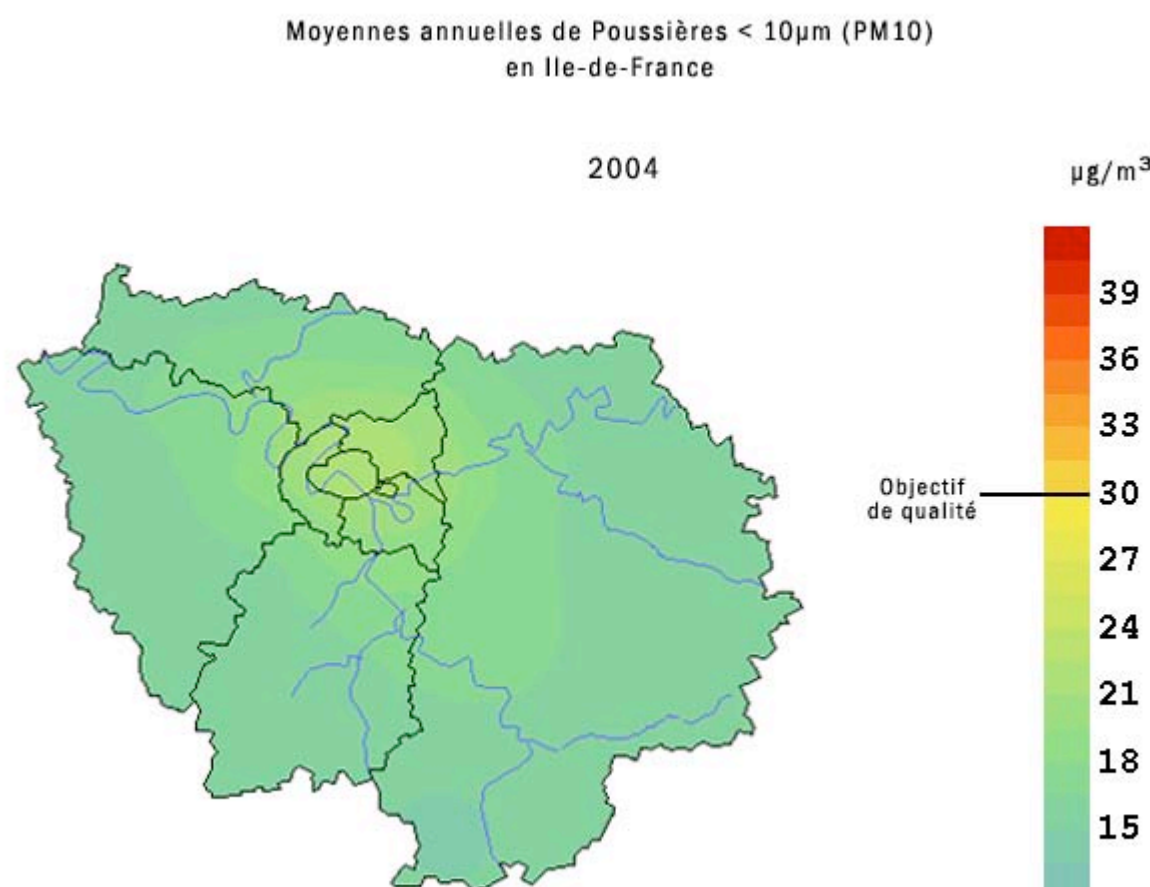 Moyennes annuelles de Poussières < 10µm (PM10)
en Ile-de-France
2004
µg/m³
39
36
33
Objectif
de qualité
30
27
24
21
18
15